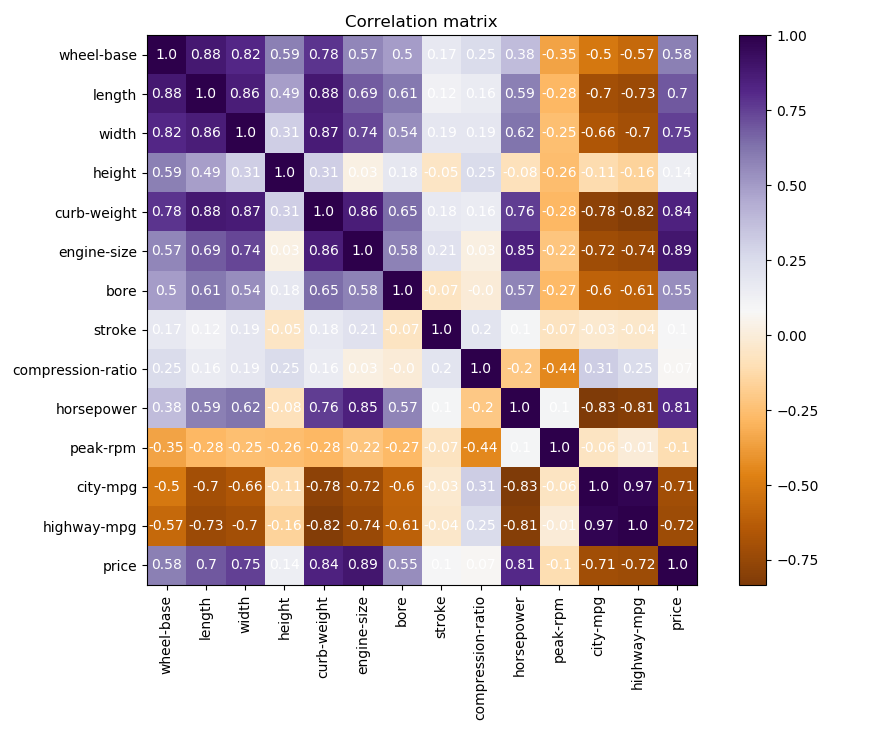 Correlation matrix
wheel-base 1.0 0.88 0.82 0.59 0.78 0.57 0.5 0.17 0.25 0.38 -0.35 -0.5 -0.57 0.58
length 0.88 1.0 0.86 0.49 0.88 0.69 0.61 0.12 0.16 0.59 -0.28 -0.7 -0.73 0.7
width 0.82 0.86 1.0 0.31 0.87 0.74 0.54 0.19 0.19 0.62 -0.25 -0.66 -0.7 0.75
height 0.59 0.49 0.31 1.0 0.31 0.03 0.18 -0.05 0.25 -0.08 -0.26 -0.11 -0.16 0.14
curb-weight 0.78 0.88 0.87 0.31 1.0 0.86 0.65 0.18 0.16 0.76 -0.28 -0.78 -0.82 0.84
engine-size 0.57 0.69 0.74 0.03 0.86 1.0 0.58 0.21 0.03 0.85 -0.22 -0.72 -0.74 0.89
bore 0.5 0.61 0.54 0.18 0.65 0.58 1.0 -0.07 -0.0 0.57 -0.27 -0.6 -0.61 0.55
stroke 0.17 0.12 0.19 -0.05 0.18 0.21 -0.07 1.0 0.2 0.1 -0.07 -0.03 -0.04 0.1
compression-ratio 0.25 0.16 0.19 0.25 0.16 0.03 -0.0 0.2 1.0 -0.2 -0.44 0.31 0.25 0.07
horsepower 0.38 0.59 0.62 -0.08 0.76 0.85 0.57 0.1 -0.2 1.0 0.1 -0.83 -0.81 0.81
peak-rpm -0.35 -0.28 -0.25 -0.26 -0.28 -0.22 -0.27 -0.07 -0.44 0.1 1.0 -0.06 -0.01 -0.1
city-mpg -0.5 -0.7 -0.66 -0.11 -0.78 -0.72 -0.6 -0.03 0.31 -0.83 -0.06 1.0 0.97 -0.71
highway-mpg -0.57 -0.73 -0.7 -0.16 -0.82 -0.74 -0.61 -0.04 0.25 -0.81 -0.01 0.97 1.0 -0.72
price 0.58 0.7 0.75 0.14 0.84 0.89 0.55 0.1 0.07 0.81 -0.1 -0.71 -0.72 1.0
wheel-base
length
width
height
curb-weight
engine-size
bore
stroke
compression-ratio
horsepower
peak-rpm
city-mpg
highway-mpg
price
1.00
0.75
0.50
0.25
0.00
−0.25
−0.50
−0.75